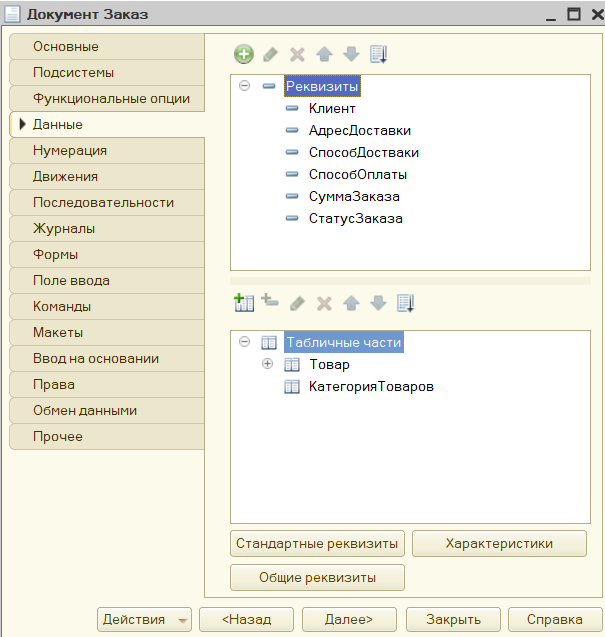 Документ Заказ
Основные
Подсистемы
Функциональные опции
Данные
Нумерация
Движения
Последовательности
Журналы
Формы
Поле ввода
Команды
Макеты
Ввод на основании
Права
Обмен данными
Прочее
Реквизиты
Клиент
АдресДоставки
СпособДостваки
СпособОплаты
СуммаЗаказа
СтатусЗаказа
Табличные части
Товар
КатегорияТоваров
Стандартные реквизиты
Характеристики
Общие реквизиты
Действия
<Назад
Далее>
Закрыть
Справка